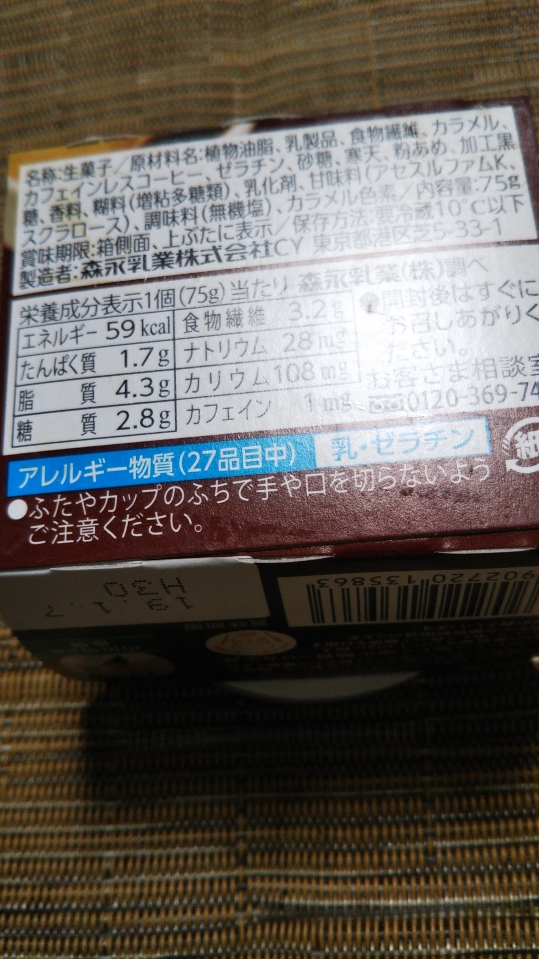 名称:生菓子/原材料名:植物油脂、乳製品、食物繊維、カラメル、
カフェインレスコーヒー、ゼラチン、砂糖、寒天、粉あめ、加工黒
糖、香料、糊料(増粘多糖類)、乳化剤、甘味料(アセスルファムK、
スクラロース)、調味料(無機塩)、カラメル色素/内容量:75g
賞味期限:箱側面、上ぶたに表示/保存方法:要冷蔵10°C以下
製造者:森永乳業株式会社CY 東京都港区芝5-33-1
栄養成分表示1個(75g)当たり 森永乳業(株)調べ
エネルギー 59kcal 食物繊維 3.2g
たんぱく質 1.7g ナトリウム 28mg
脂質 4.3g カリウム 108mg
糖質 2.8g カフェイン 1mg
●開封後はすぐに
お召しあがりく
ださい。
お客さま相談室
0120-369-74
アレルギー物質(27品目中) 乳・ゼラチン
●ふたやカップのふちで手や口を切らないよう
ご注意ください。
紙
19.1.7
H30
902720 135863